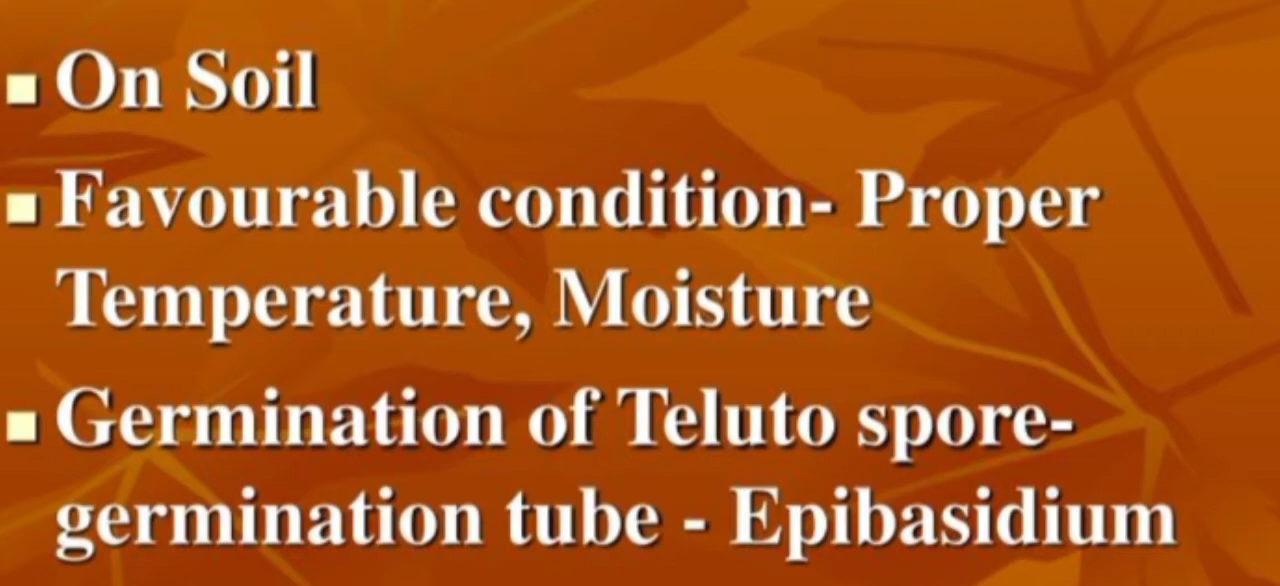 On Soil
Favourable condition- Proper
Temperature, Moisture
Germination of Teluto spore-
germination tube - Epibasidium